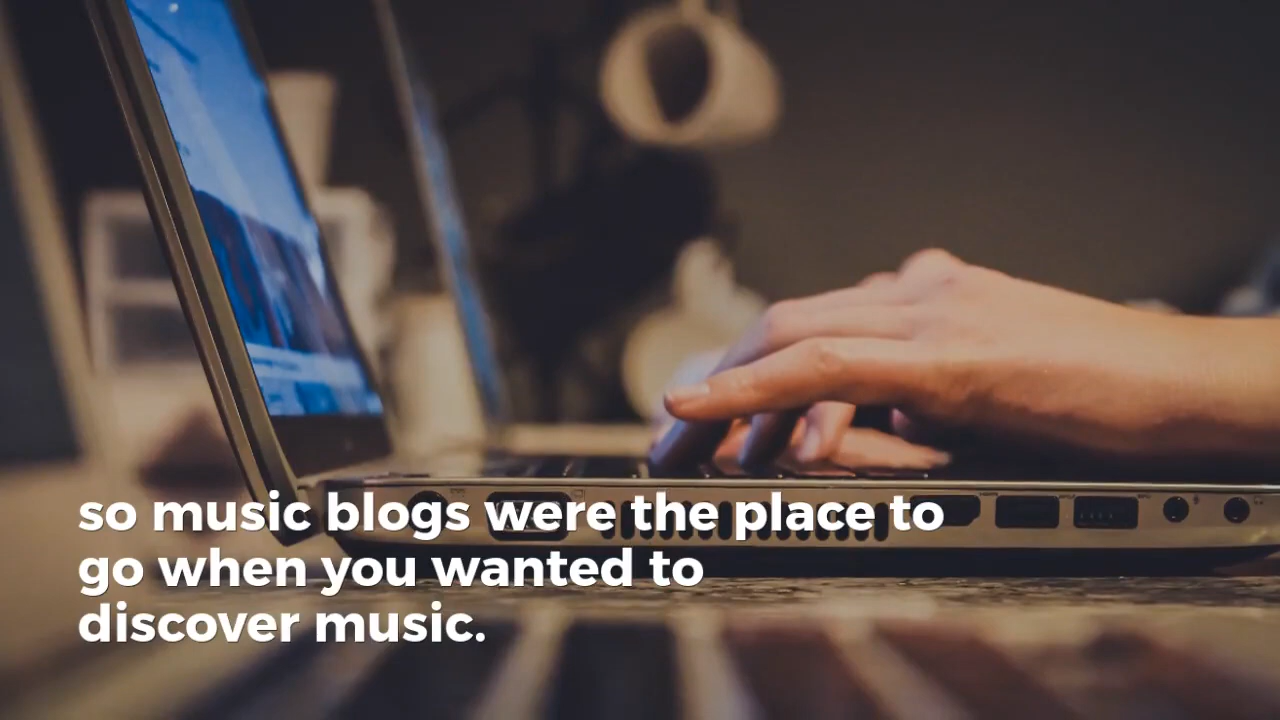 so music blogs were the place to
go when you wanted to
discover music.